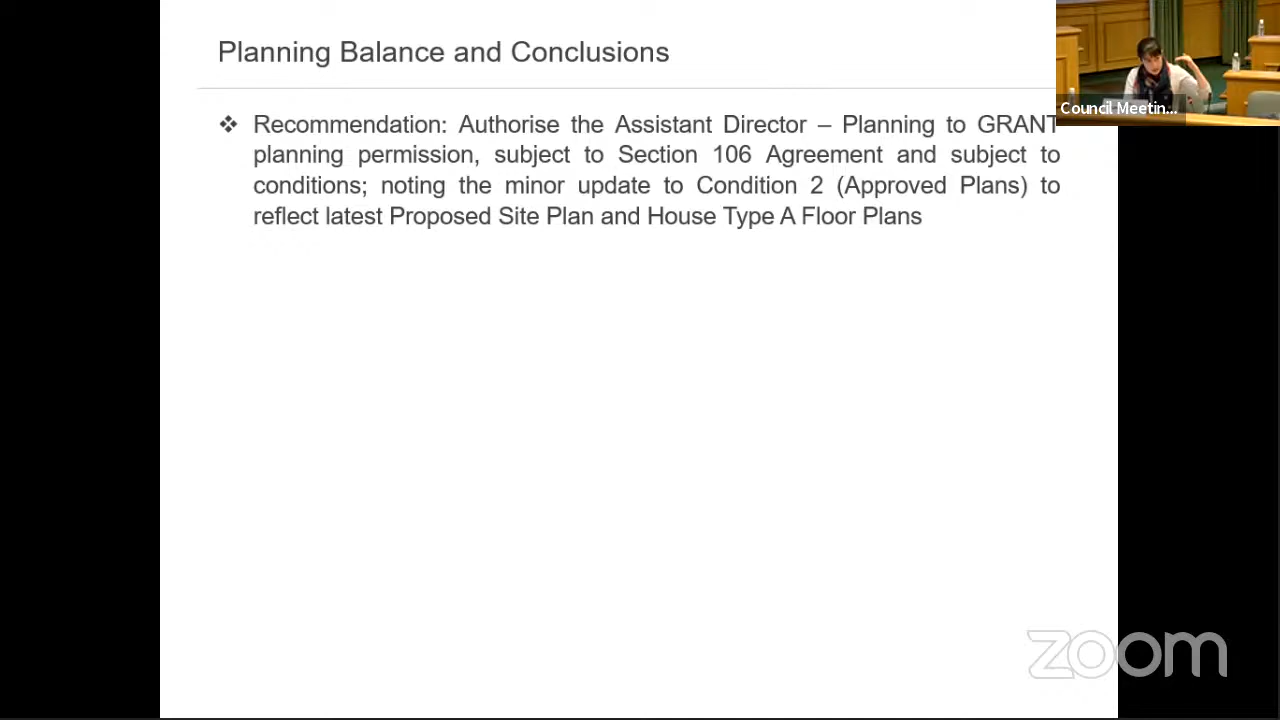 Planning Balance and Conclusions
Council Meetin...
❖ Recommendation: Authorise the Assistant Director – Planning to GRANT
planning permission, subject to Section 106 Agreement and subject to
conditions; noting the minor update to Condition 2 (Approved Plans) to
reflect latest Proposed Site Plan and House Type A Floor Plans
zoom